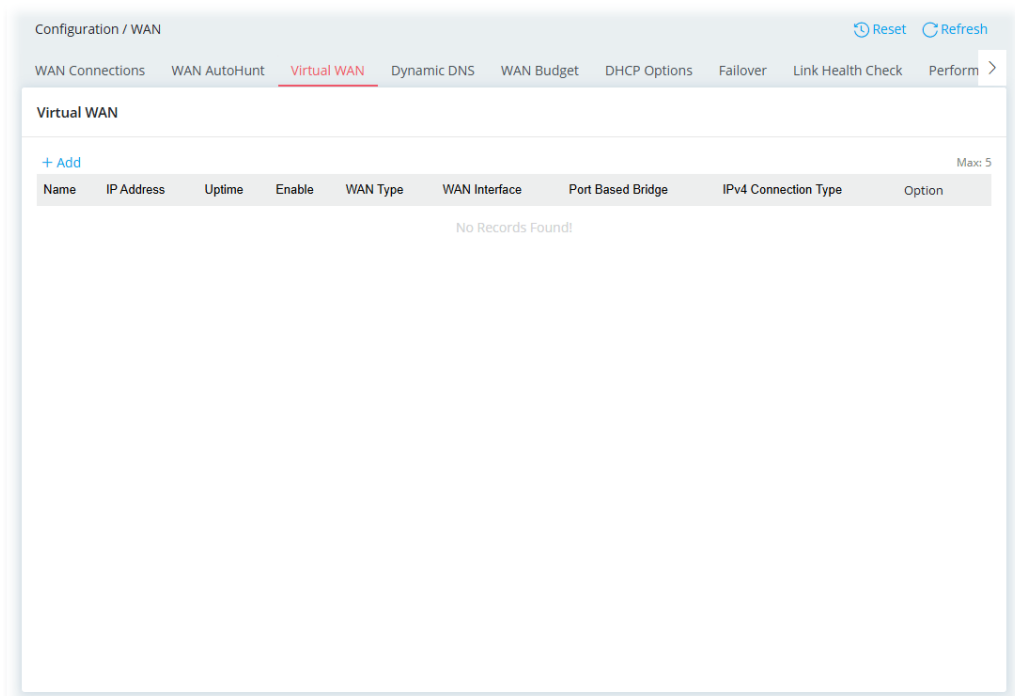 Configuration / WAN Reset Refresh
WAN Connections WAN AutoHunt Virtual WAN Dynamic DNS WAN Budget DHCP Options Failover Link Health Check Perform
Virtual WAN
+ Add Max: 5
Name IP Address Uptime Enable WAN Type WAN Interface Port Based Bridge IPv4 Connection Type Option
No Records Found!